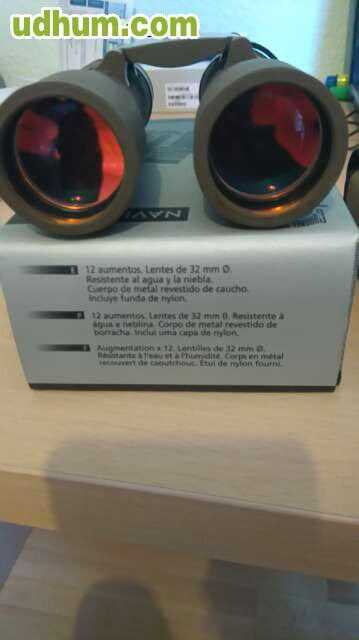 udhum.com
NAVI
E 12 aumentos. Lentes de 32 mm Ø.
Resistente al agua y la niebla.
Cuerpo de metal revestido de caucho.
Incluye funda de nylon.
P 12 aumentos. Lentes de 32 mm Θ. Resistente à
água e neblina. Corpo de metal revestido de
borracha. Inclui uma capa de nylon.
F Augmentation x 12. Lentilles de 32 mm Ø.
Résistante à l'eau et à l'humidité. Corps en métal
recouvert de caoutchouc. Étui de nylon fourni.